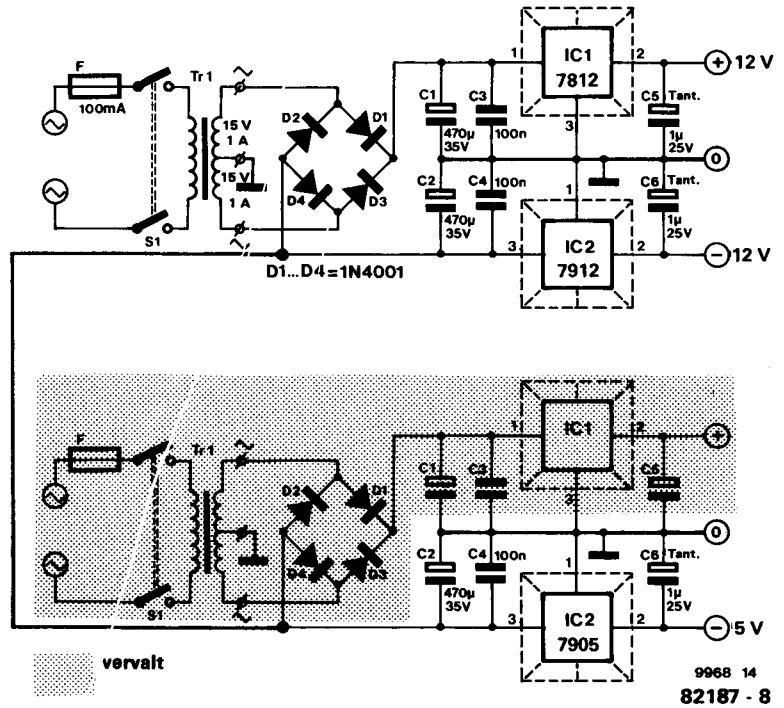 F
100mA
S1
Tr1
15 V
1 A
15 V
1 A
D2
D1
D4
D3
D1...D4=1N4001
C1
470µ
35V
C3
100n
C2
470µ
35V
C4
100n
1
IC1
7812
2
3
1
3
IC2
7912
2
C5 Tant.
1µ
25V
C6 Tant.
1µ
25V
+ 12 V
0
− 12 V
F
S1
Tr1
D2
D1
D4
D3
C1
C3
C2
470µ
35V
C4
100n
1
IC1
2
3
1
3
IC2
7905
2
C6 Tant.
1µ
25V
+
0
− 5 V
vervalt
9968 14
82187 - 8